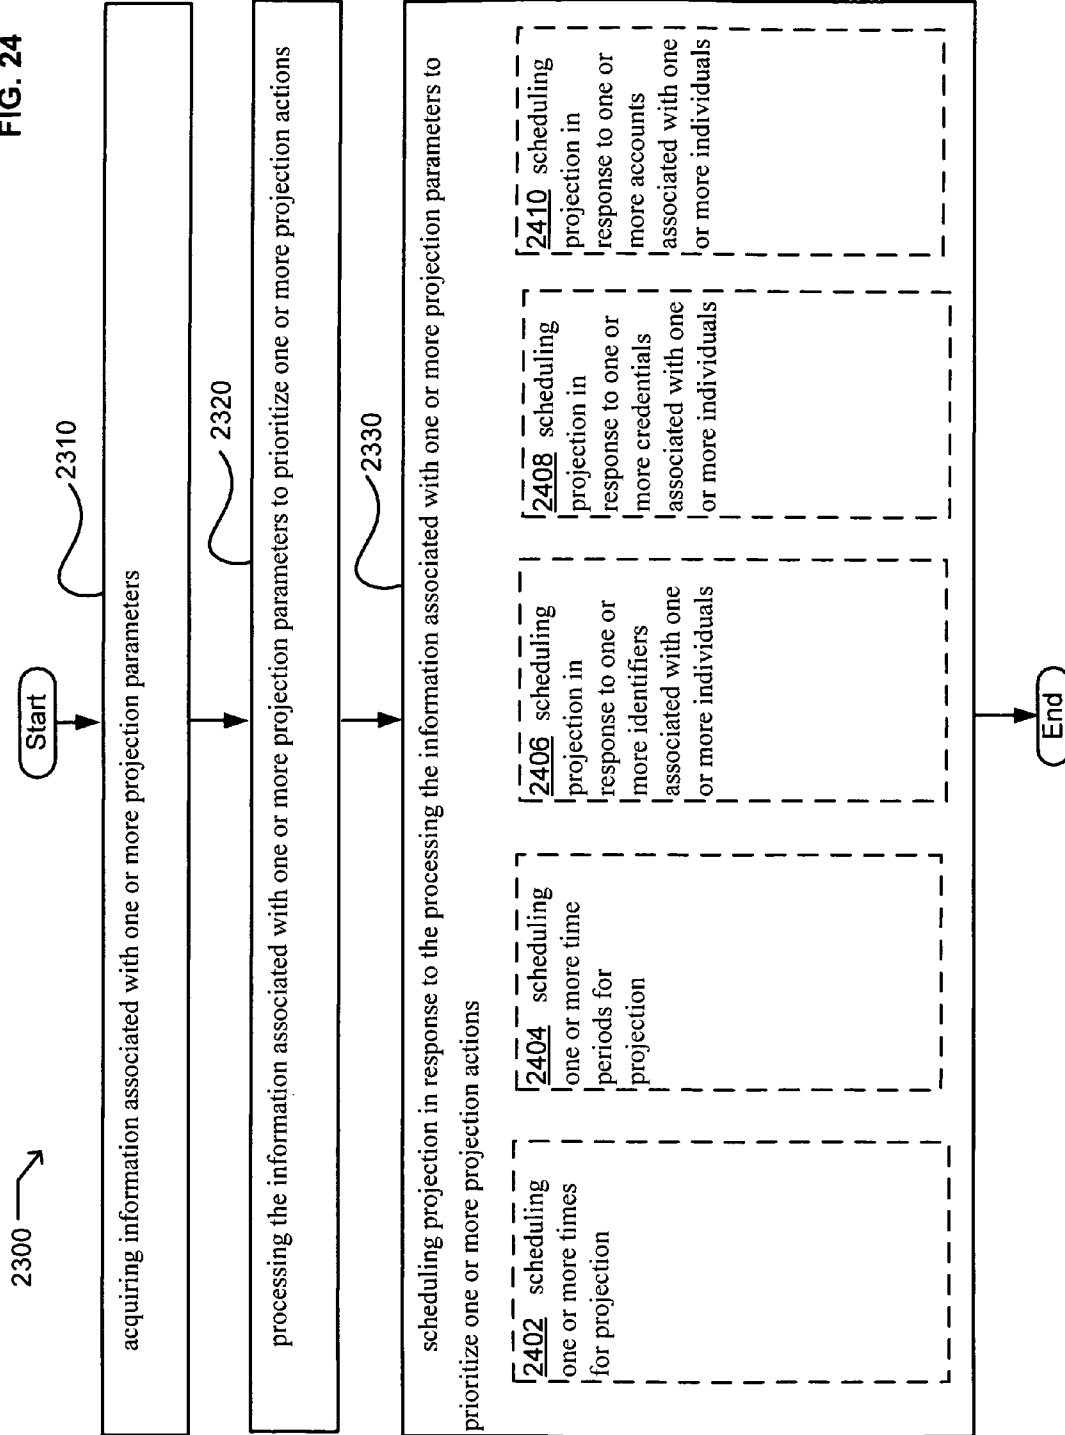 FIG. 24
2300
Start
2310
acquiring information associated with one or more projection parameters
2320
processing the information associated with one or more projection parameters to prioritize one or more projection actions
2330
scheduling projection in response to the processing the information associated with one or more projection parameters to
prioritize one or more projection actions
2402 scheduling
one or more times
for projection
2404 scheduling
one or more time
periods for
projection
2406 scheduling
projection in
response to one or
more identifiers
associated with one
or more individuals
2408 scheduling
projection in
response to one or
more credentials
associated with one
or more individuals
2410 scheduling
projection in
response to one or
more accounts
associated with one
or more individuals
End